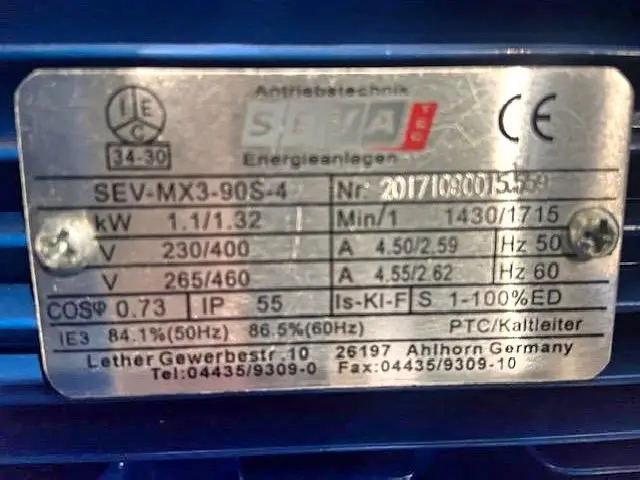 IEC
34-30
Antriebstechnik
SEVA TEC
Energieanlagen
CE
SEV-MX3-90S-4 Nr:
kW 1.1/1.32 Min/1 1430/1715
V 230/400 A 4.50/2.59 Hz 50
V 265/460 A 4.55/2.62 Hz 60
COSφ 0.73 IP 55 Is-Kl-F S 1-100%ED
IE3 84.1%(50Hz) 86.5%(60Hz) PTC/Kaltleiter
Lether Gewerbestr.10 26197 Ahlhorn Germany
Tel:04435/9309-0 Fax:04435/9309-10